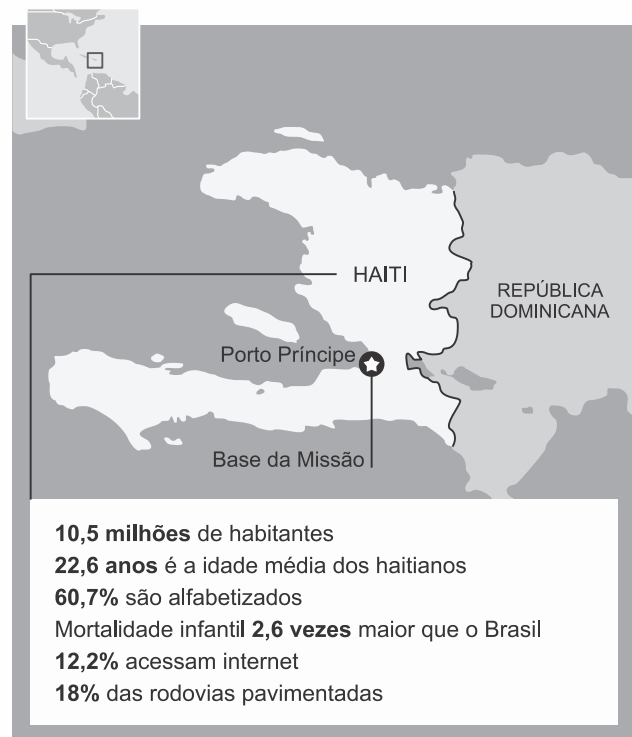 HAITI
REPÚBLICA
DOMINICANA
Porto Príncipe
Base da Missão
10,5 milhões de habitantes
22,6 anos é a idade média dos haitianos
60,7% são alfabetizados
Mortalidade infantil 2,6 vezes maior que o Brasil
12,2% acessam internet
18% das rodovias pavimentadas